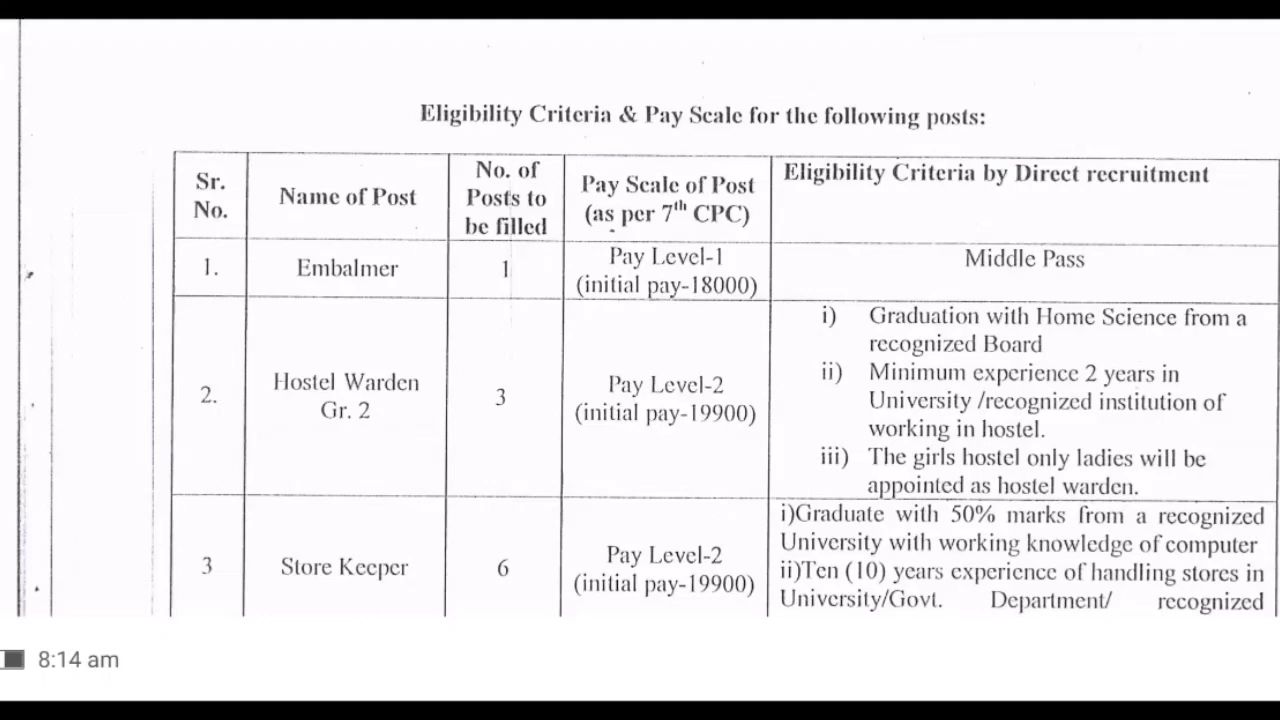 Eligibility Criteria & Pay Scale for the following posts:
Sr. No. Name of Post No. of Posts to be filled Pay Scale of Post (as per 7th CPC) Eligibility Criteria by Direct recruitment
1. Embalmer 1 Pay Level-1 (initial pay-18000) Middle Pass
2. Hostel Warden Gr. 2 3 Pay Level-2 (initial pay-19900)
i) Graduation with Home Science from a
recognized Board
ii) Minimum experience 2 years in
University /recognized institution of
working in hostel.
iii) The girls hostel only ladies will be
appointed as hostel warden.
3 Store Keeper 6 Pay Level-2 (initial pay-19900)
i)Graduate with 50% marks from a recognized
University with working knowledge of computer
ii)Ten (10) years experience of handling stores in
University/Govt. Department/ recognized
8:14 am